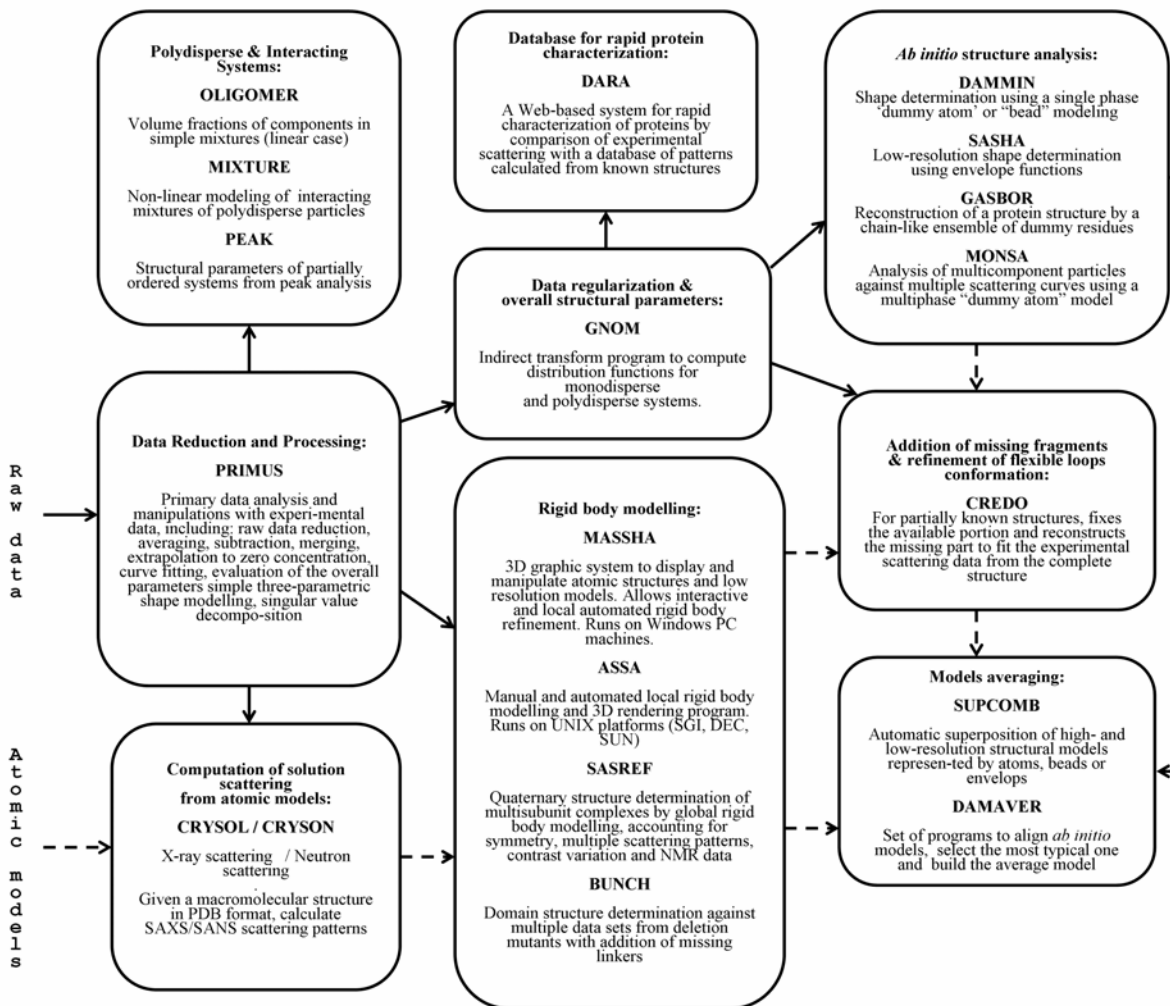 Polydisperse & Interacting
Systems:
OLIGOMER
Volume fractions of components in
simple mixtures (linear case)
MIXTURE
Non-linear modeling of interacting
mixtures of polydisperse particles
PEAK
Structural parameters of partially
ordered systems from peak analysis
Database for rapid protein
characterization:
DARA
A Web-based system for rapid
characterization of proteins by
comparison of experimental
scattering with a database of patterns
calculated from known structures
Ab initio structure analysis:
DAMMIN
Shape determination using a single phase
‘dummy atom’ or “bead” modeling
SASHA
Low-resolution shape determination
using envelope functions
GASBOR
Reconstruction of a protein structure by a
chain-like ensemble of dummy residues
MONSA
Analysis of multicomponent particles
against multiple scattering curves using a
multiphase “dummy atom” model
Data regularization &
overall structural parameters:
GNOM
Indirect transform program to compute
distribution functions for
monodisperse
and polydisperse systems.
Raw data
Data Reduction and Processing:
PRIMUS
Primary data analysis and
manipulations with experi-mental
data, including: raw data reduction,
averaging, subtraction, merging,
extrapolation to zero concentration,
curve fitting, evaluation of the overall
parameters simple three-parametric
shape modelling, singular value
decompo-sition
Rigid body modelling:
MASSHA
3D graphic system to display and
manipulate atomic structures and low
resolution models. Allows interactive
and local automated rigid body
refinement. Runs on Windows PC
machines.
ASSA
Manual and automated local rigid body
modelling and 3D rendering program.
Runs on UNIX platforms (SGI, DEC,
SUN)
SASREF
Quaternary structure determination of
multisubunit complexes by global rigid
body modelling, accounting for
symmetry, multiple scattering patterns,
contrast variation and NMR data
BUNCH
Domain structure determination against
multiple data sets from deletion
mutants with addition of missing
linkers
Addition of missing fragments
& refinement of flexible loops
conformation:
CREDO
For partially known structures, fixes
the available portion and reconstructs
the missing part to fit the experimental
scattering data from the complete
structure
Atomic models
Computation of solution
scattering
from atomic models:
CRYSOL / CRYSON
X-ray scattering / Neutron
scattering
.
Given a macromolecular structure
in PDB format, calculate
SAXS/SANS scattering patterns
Models averaging:
SUPCOMB
Automatic superposition of high- and
low-resolution structural models
represen-ted by atoms, beads or
envelops
DAMAVER
Set of programs to align ab initio
models, select the most typical one
and build the average model